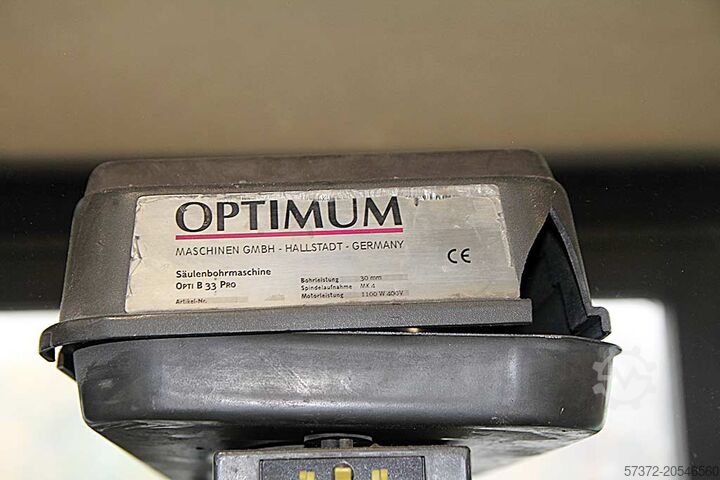 OPTIMUM
MASCHINEN GMBH - HALLSTADT - GERMANY
CE
Säulenbohrmaschine
OPTI B 33 PRO
Artikel-Nr.
Bohrleistung 30 mm
Spindelaufnahme MK 4
Motorleistung 1100 W 400V
57372-20546560